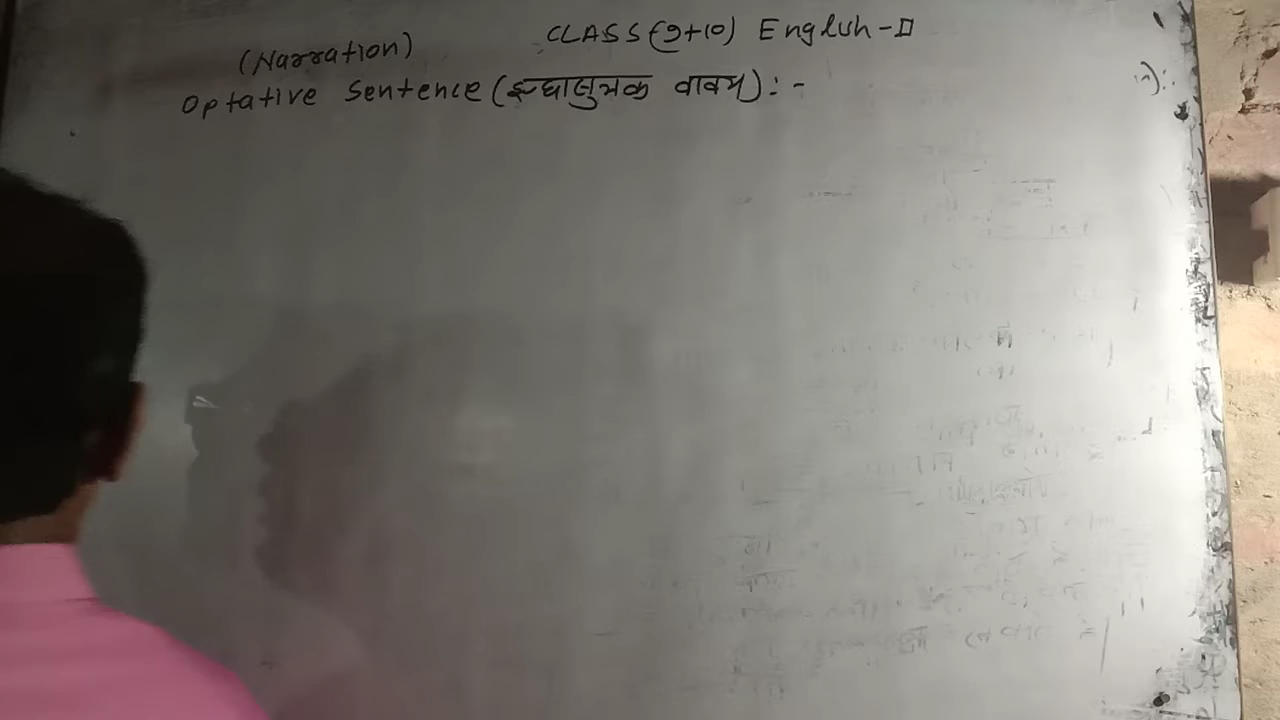 CLASS (9+10) English-II
(Narration)
Optative Sentence (इच्छासुचक वाक्य) : -